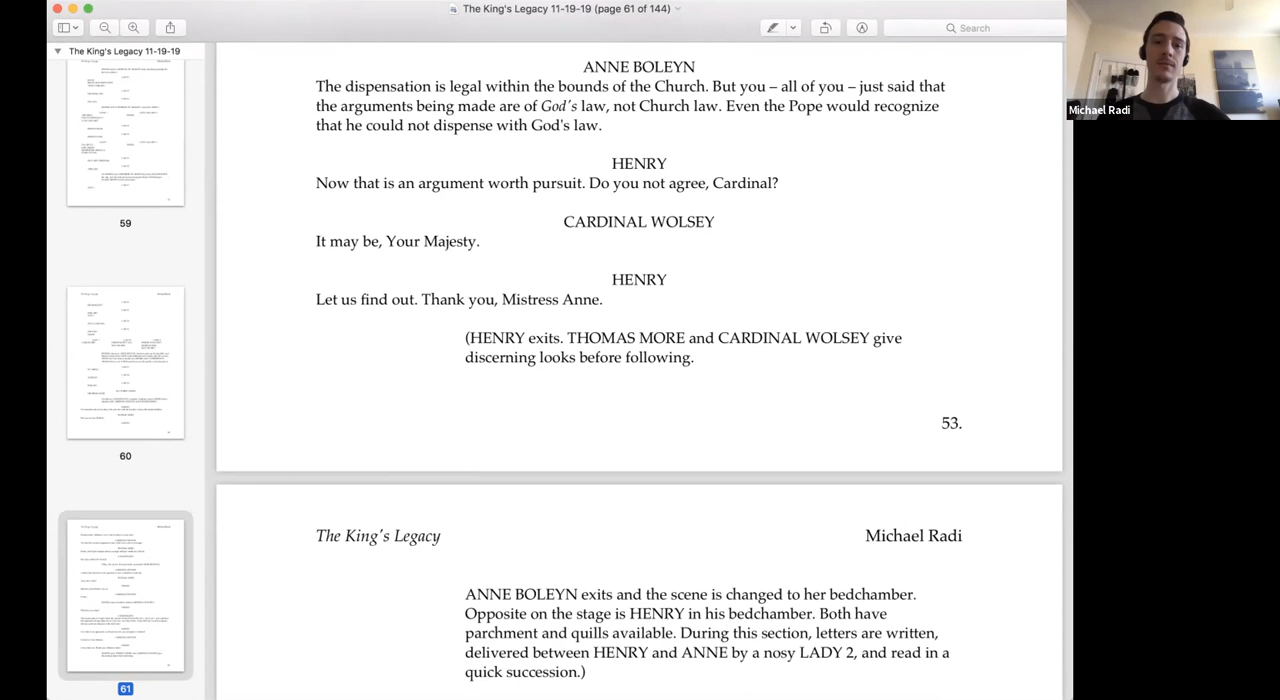 The King's Legacy 11-19-19 (page 61 of 144)
Search
The King's Legacy 11-19-19
59
60
61
ANNE BOLEYN
The dispensation is legal within the bounds of the Church. But you – all of you – just said that
the arguments being made are of God's law, not Church law. Even the Pope would recognize
that he could not dispense with God's law.
HENRY
Now that is an argument worth pursuit. Do you not agree, Cardinal?
CARDINAL WOLSEY
It may be, Your Majesty.
HENRY
Let us find out. Thank you, Mistress Anne.
(HENRY exits. THOMAS MORE and CARDINAL WOLSEY give
discerning looks before following.
53.
The King's Legacy
Michael Radi
ANNE BOLEYN exits and the scene is changed to her bedchamber.
Opposite the stage is HENRY in his bedchamber. Both have
parchment and quills at table. During this section letters are written,
delivered between HENRY and ANNE by a nosy LADY 2, and read in a
quick succession.)
Michael Radi